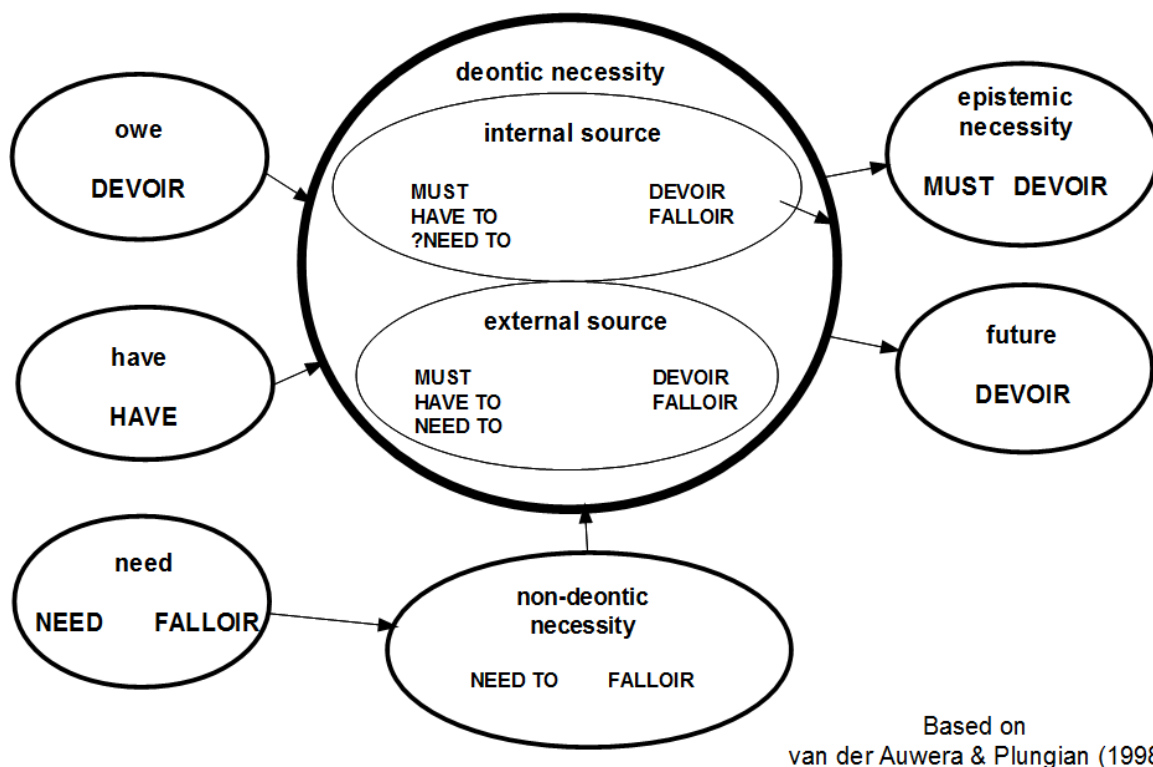 deontic necessity
internal source
MUST DEVOIR
HAVE TO FALLOIR
?NEED TO
external source
MUST DEVOIR
HAVE TO FALLOIR
NEED TO
owe
DEVOIR
have
HAVE
need
NEED FALLOIR
non-deontic
necessity
NEED TO FALLOIR
epistemic
necessity
MUST DEVOIR
future
DEVOIR
Based on
van der Auwera & Plungian (1998